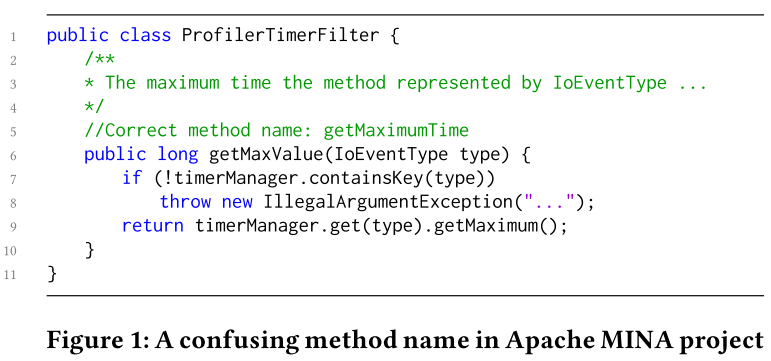 1 public class ProfilerTimerFilter {
2 /**
3 * The maximum time the method represented by IoEventType ...
4 */
5 //Correct method name: getMaximumTime
6 public long getMaxValue(IoEventType type) {
7 if (!timerManager.containsKey(type))
8 throw new IllegalArgumentException("...");
9 return timerManager.get(type).getMaximum();
10 }
11 }
Figure 1: A confusing method name in Apache MINA project